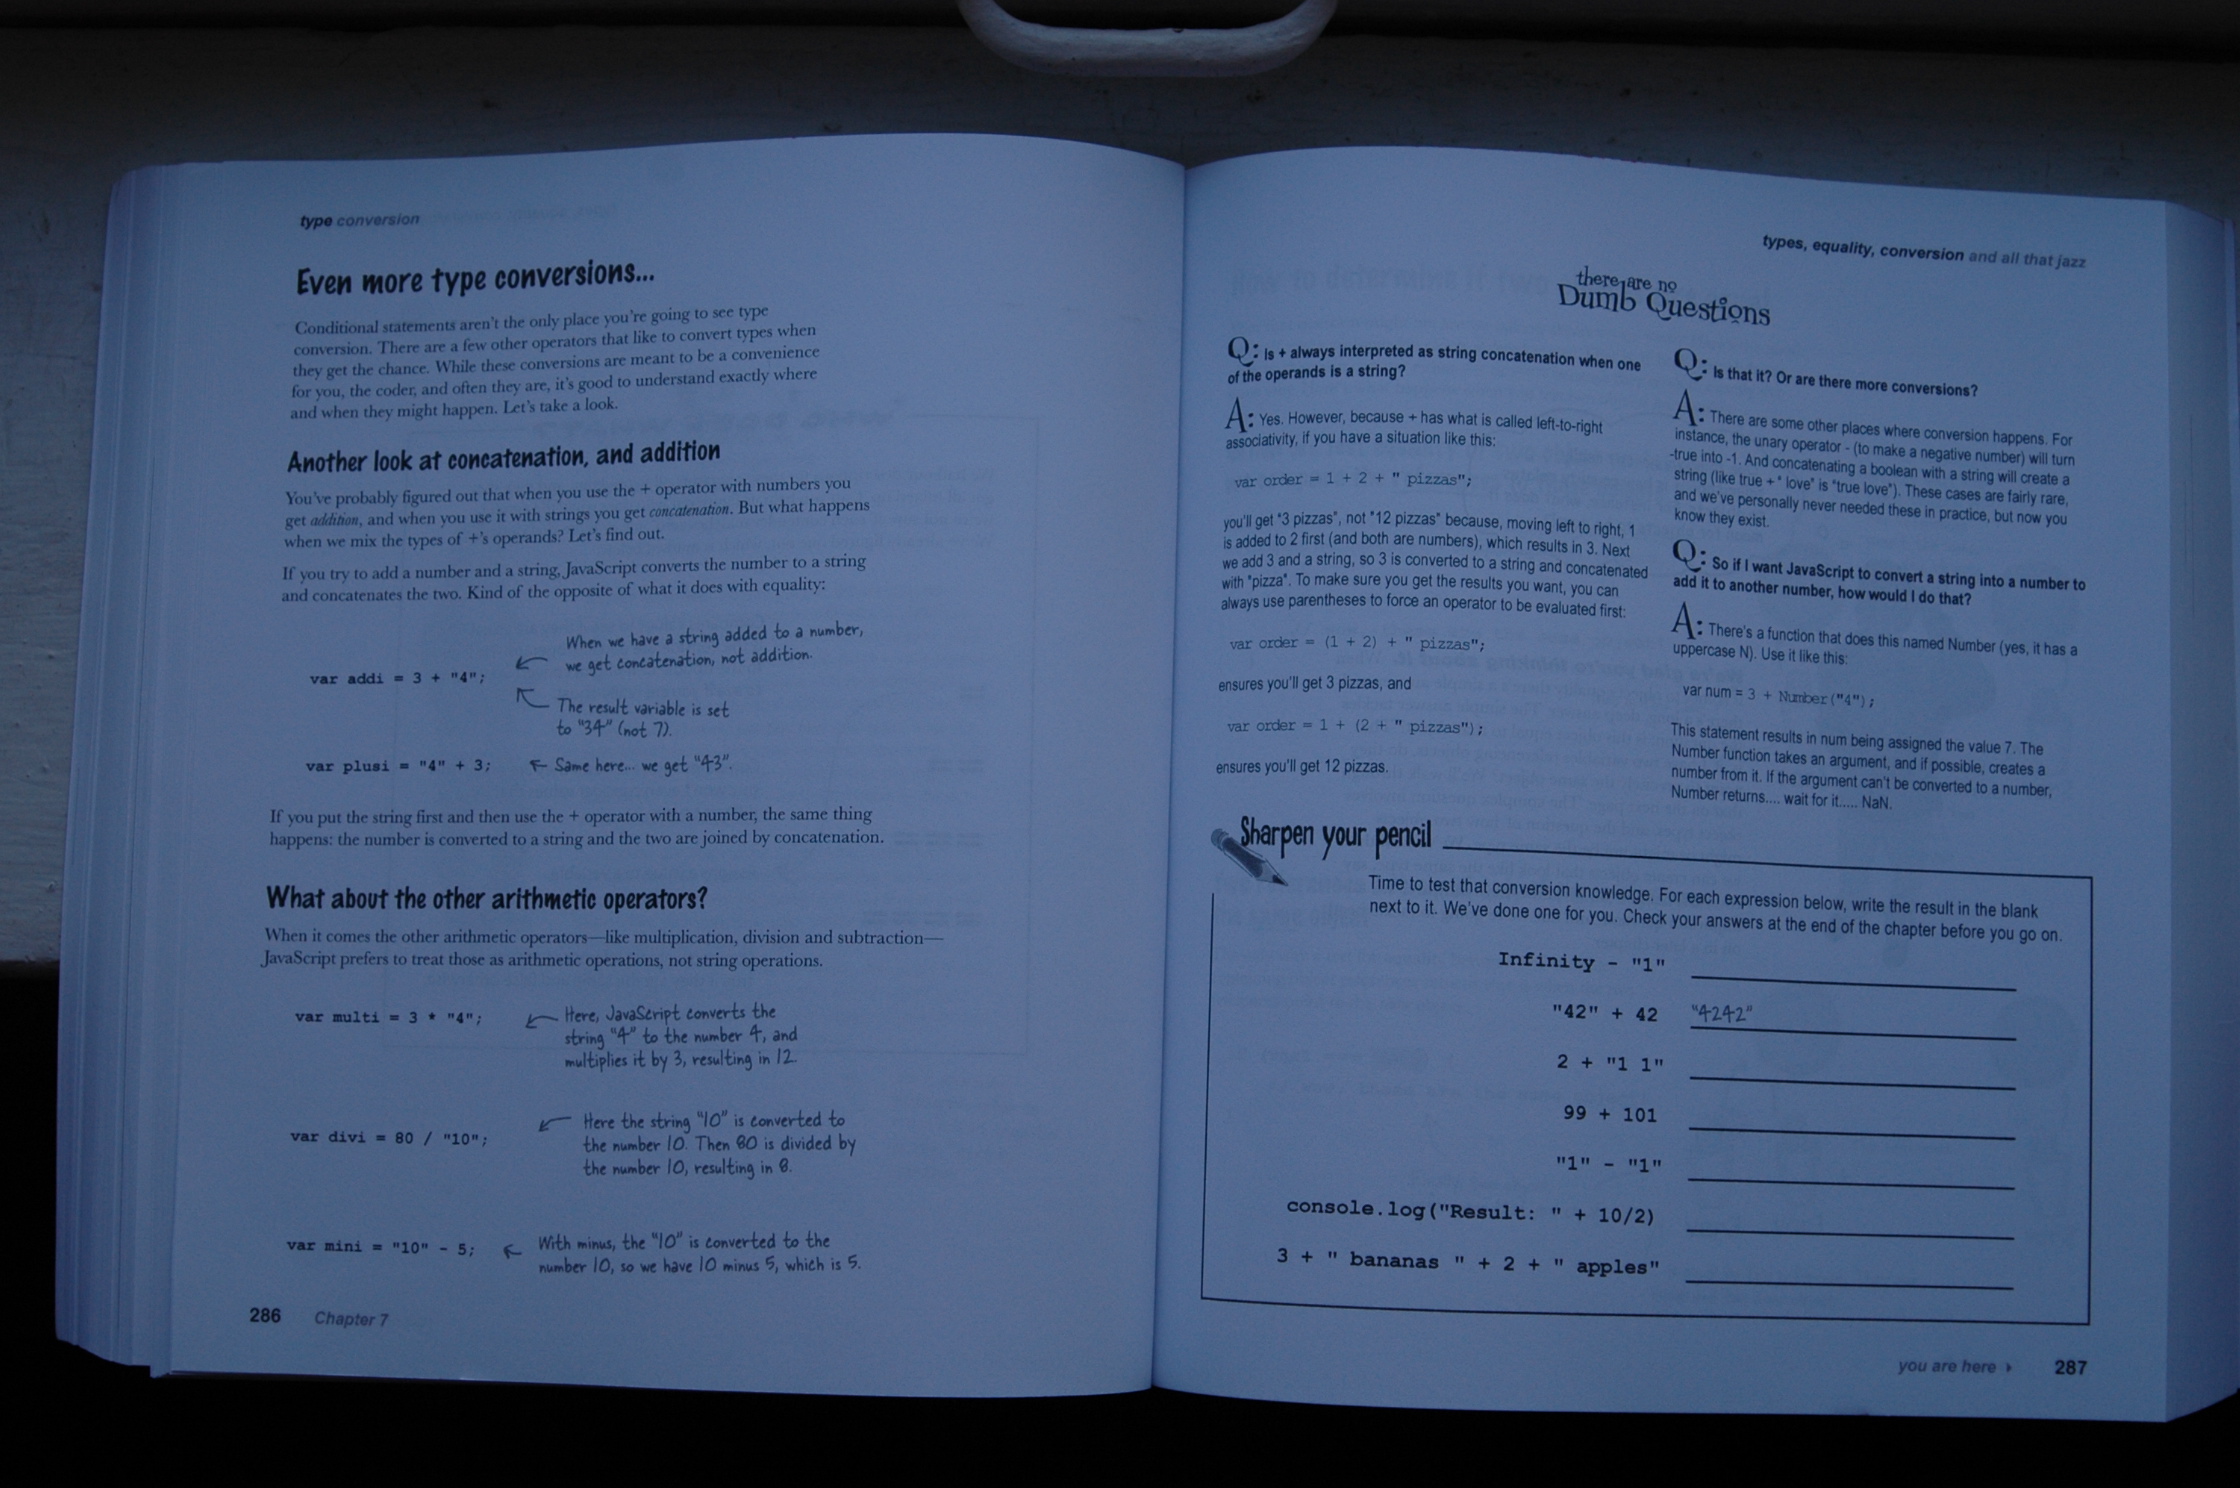 type conversion
Even more type conversions...
Conditional statements aren't the only place you're going to see type
conversion. There are a few other operators that like to convert types when
they get the chance. While these conversions are meant to be a convenience
for you, the coder, and often they are, it's good to understand exactly where
and when they might happen. Let's take a look.
Another look at concatenation, and addition
You've probably figured out that when you use the + operator with numbers you
get addition, and when you use it with strings you get concatenation. But what happens
when we mix the types of +'s operands? Let's find out.
If you try to add a number and a string, JavaScript converts the number to a string
and concatenates the two. Kind of the opposite of what it does with equality:
var addi = 3 + "4";
When we have a string added to a number,
we get concatenation, not addition.
The result variable is set
to "34" (not 7).
var plusi = "4" + 3;
Same here... we get "43".
If you put the string first and then use the + operator with a number, the same thing
happens: the number is converted to a string and the two are joined by concatenation.
What about the other arithmetic operators?
When it comes the other arithmetic operators—like multiplication, division and subtraction—
JavaScript prefers to treat those as arithmetic operations, not string operations.
var multi = 3 * "4";
Here, JavaScript converts the
string "4" to the number 4, and
multiplies it by 3, resulting in 12.
var divi = 80 / "10";
Here the string "10" is converted to
the number 10. Then 80 is divided by
the number 10, resulting in 8.
var mini = "10" - 5;
With minus, the "10" is converted to the
number 10, so we have 10 minus 5, which is 5.
286 Chapter 7
types, equality, conversion and all that jazz
there are no
Dumb Questions
Q: Is + always interpreted as string concatenation when one
of the operands is a string?
A: Yes. However, because + has what is called left-to-right
associativity, if you have a situation like this:
var order = 1 + 2 + " pizzas";
you'll get "3 pizzas", not "12 pizzas" because, moving left to right, 1
is added to 2 first (and both are numbers), which results in 3. Next
we add 3 and a string, so 3 is converted to a string and concatenated
with "pizza". To make sure you get the results you want, you can
always use parentheses to force an operator to be evaluated first:
var order = (1 + 2) + " pizzas";
ensures you'll get 3 pizzas, and
var order = 1 + (2 + " pizzas");
ensures you'll get 12 pizzas.
Q: Is that it? Or are there more conversions?
A: There are some other places where conversion happens. For
instance, the unary operator - (to make a negative number) will turn
-true into -1. And concatenating a boolean with a string will create a
string (like true + " love" is "true love"). These cases are fairly rare,
and we've personally never needed these in practice, but now you
know they exist.
Q: So if I want JavaScript to convert a string into a number to
add it to another number, how would I do that?
A: There's a function that does this named Number (yes, it has a
uppercase N). Use it like this:
var num = 3 + Number("4");
This statement results in num being assigned the value 7. The
Number function takes an argument, and if possible, creates a
number from it. If the argument can't be converted to a number,
Number returns.... wait for it..... NaN.
Sharpen your pencil
Time to test that conversion knowledge. For each expression below, write the result in the blank
next to it. We've done one for you. Check your answers at the end of the chapter before you go on.
Infinity - "1"
"42" + 42 "4242"
2 + "1 1"
99 + 101
"1" - "1"
console.log("Result: " + 10/2)
3 + " bananas " + 2 + " apples"
you are here ▸ 287